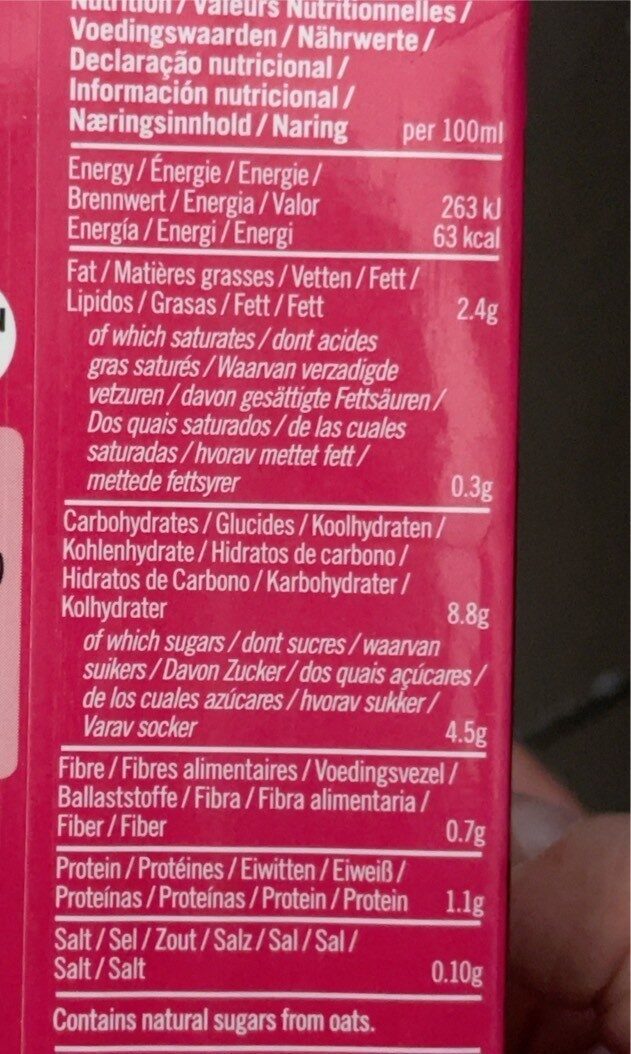 Nutrition / Valeurs Nutritionnelles /
Voedingswaarden / Nährwerte /
Declaração nutricional /
Información nutricional /
Næringsinnhold / Naring per 100ml
Energy / Énergie / Energie /
Brennwert / Energia / Valor 263 kJ
Energía / Energi / Energi 63 kcal
Fat / Matières grasses / Vetten / Fett /
Lipidos / Grasas / Fett / Fett 2.4g
of which saturates / dont acides
gras saturés / Waarvan verzadigde
vetzuren / davon gesättigte Fettsäuren /
Dos quais saturados / de las cuales
saturadas / hvorav mettet fett /
mettede fettsyrer 0.3g
Carbohydrates / Glucides / Koolhydraten /
Kohlenhydrate / Hidratos de carbono /
Hidratos de Carbono / Karbohydrater /
Kolhydrater 8.8g
of which sugars / dont sucres / waarvan
suikers / Davon Zucker / dos quais açúcares /
de los cuales azúcares / hvorav sukker /
Varav socker 4.5g
Fibre / Fibres alimentaires / Voedingsvezel /
Ballaststoffe / Fibra / Fibra alimentaria /
Fiber / Fiber 0.7g
Protein / Protéines / Eiwitten / Eiweiß /
Proteínas / Proteínas / Protein / Protein 1.1g
Salt / Sel / Zout / Salz / Sal / Sal /
Salt / Salt 0.10g
Contains natural sugars from oats.